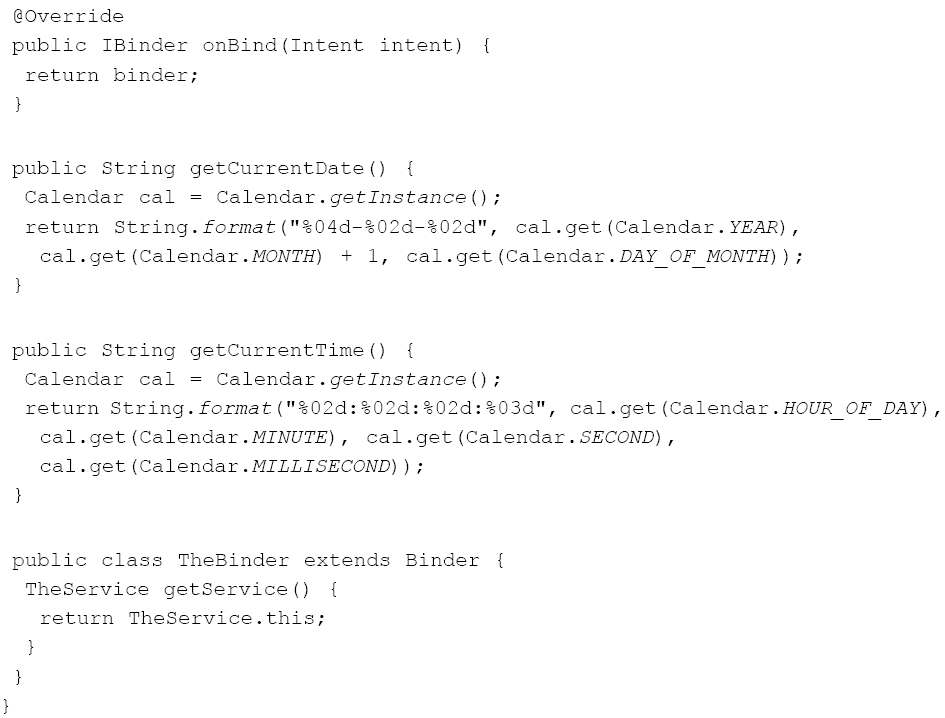 @Override
public IBinder onBind(Intent intent) {
 return binder;
}

public String getCurrentDate() {
 Calendar cal = Calendar.getInstance();
 return String.format("%04d-%02d-%02d", cal.get(Calendar.YEAR),
  cal.get(Calendar.MONTH) + 1, cal.get(Calendar.DAY_OF_MONTH));
}

public String getCurrentTime() {
 Calendar cal = Calendar.getInstance();
 return String.format("%02d:%02d:%02d:%03d", cal.get(Calendar.HOUR_OF_DAY),
  cal.get(Calendar.MINUTE), cal.get(Calendar.SECOND),
  cal.get(Calendar.MILLISECOND));
}

public class TheBinder extends Binder {
 TheService getService() {
  return TheService.this;
 }
}
}